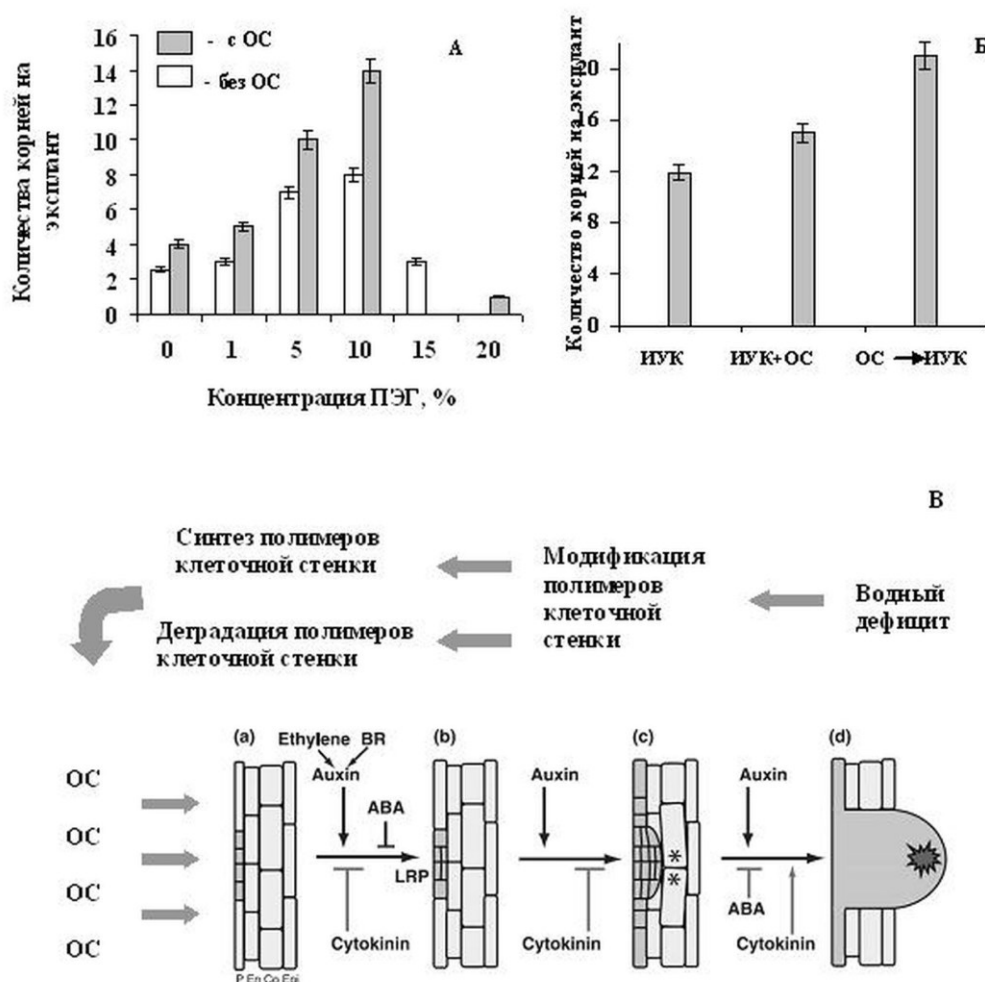 16
14
12
10
8
6
4
2
0
- с ОС
- без ОС
А
Количества корней на
эксплант
0 1 5 10 15 20
Концентрация ПЭГ, %
Б
20
16
12
8
4
0
Количество корней на эксплант
ИУК ИУК+ОС ОС ИУК
В
Синтез полимеров
клеточной стенки
Деградация полимеров
клеточной стенки
Модификация
полимеров
клеточной
стенки
Водный
дефицит
ОС
ОС
ОС
ОС
(a)
Ethylene BR
Auxin
ABA
LRP
Cytokinin
P En Co Epi
(b)
Auxin
Cytokinin
(c)
*
*
Auxin
ABA
Cytokinin
(d)